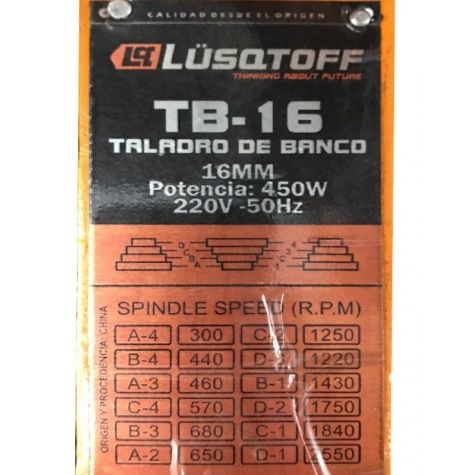 CALIDAD DESDE EL ORIGEN
LÜSQTOFF
THINKING ABOUT FUTURE
TB-16
TALADRO DE BANCO
16MM
Potencia: 450W
220V -50Hz
D C B A
SPINDLE SPEED (R.P.M)
A-4 300 1250
B-4 440 1220
A-3 460 B-1 1430
C-4 570 D-2 1750
B-3 680 C-1 1840
A-2 650 D-1 2550
ORIGEN Y PROCEDENCIA: CHINA